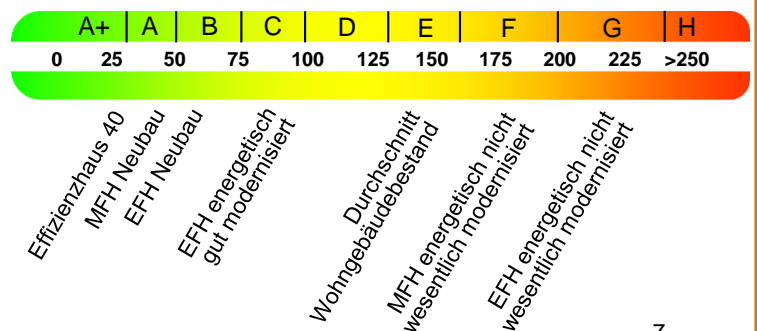 A+ A B C D E F G H
0 25 50 75 100 125 150 175 200 225 >250
Effizienzhaus 40
MFH Neubau
EFH Neubau
EFH energetisch
gut modernisiert
Durchschnitt
Wohngebäudebestand
MFH energetisch nicht
wesentlich modernisiert
EFH energetisch nicht
wesentlich modernisiert